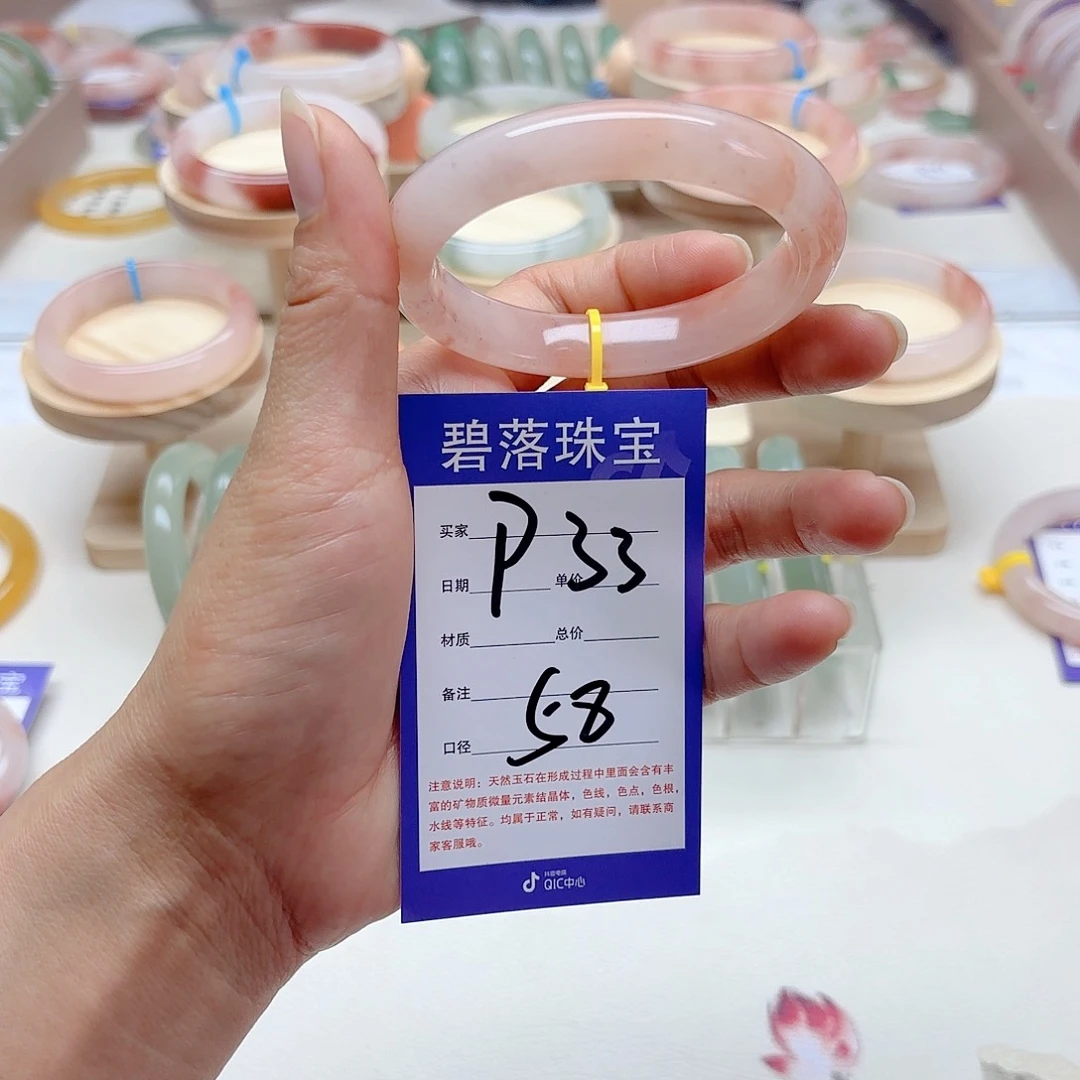 碧落珠宝
买家
P33
日期 单价
材质 总价
备注
58
口径
注意说明：天然玉石在形成过程中里面会含有丰
富的矿物质微量元素结晶体，色线，色点，色根，
水线等特征。均属于正常，如有疑问，请联系商
家客服哦。
抖音电商
QIC中心